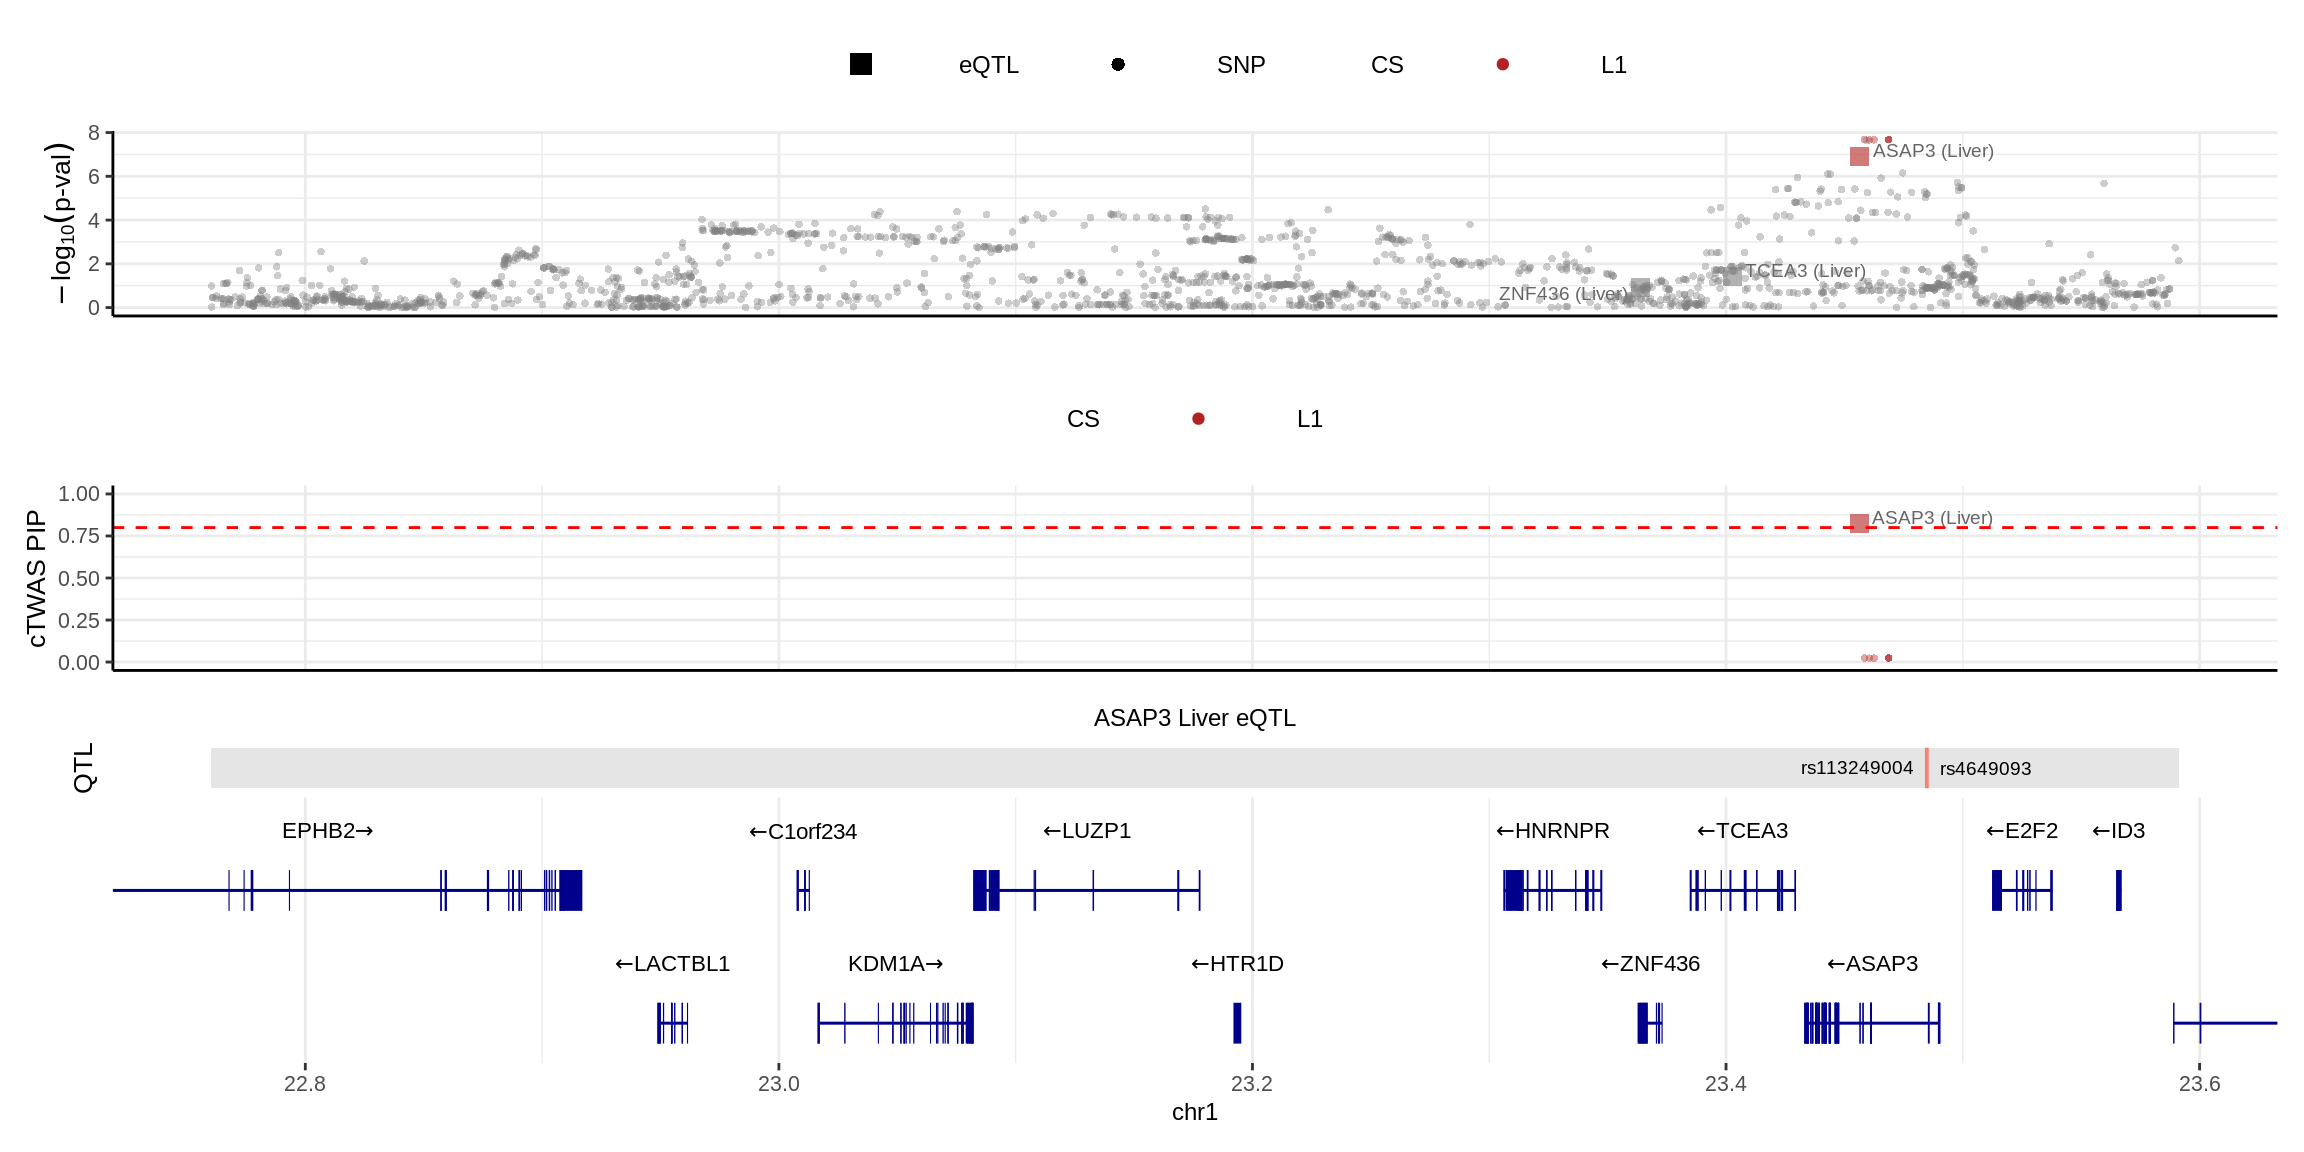 eQTL SNP CS L1
8
6
4
2
0
−log10(p-val)
ASAP3 (Liver)
TCEA3 (Liver)
ZNF436 (Liver)
CS L1
1.00
0.75
0.50
0.25
0.00
cTWAS PIP
ASAP3 (Liver)
ASAP3 Liver eQTL
QTL
rs113249004 rs4649093
EPHB2→ ←C1orf234 ←LUZP1 ←HNRNPR ←TCEA3 ←E2F2 ←ID3
←LACTBL1 KDM1A→ ←HTR1D ←ZNF436 ←ASAP3
22.8 23.0 23.2 23.4 23.6
chr1